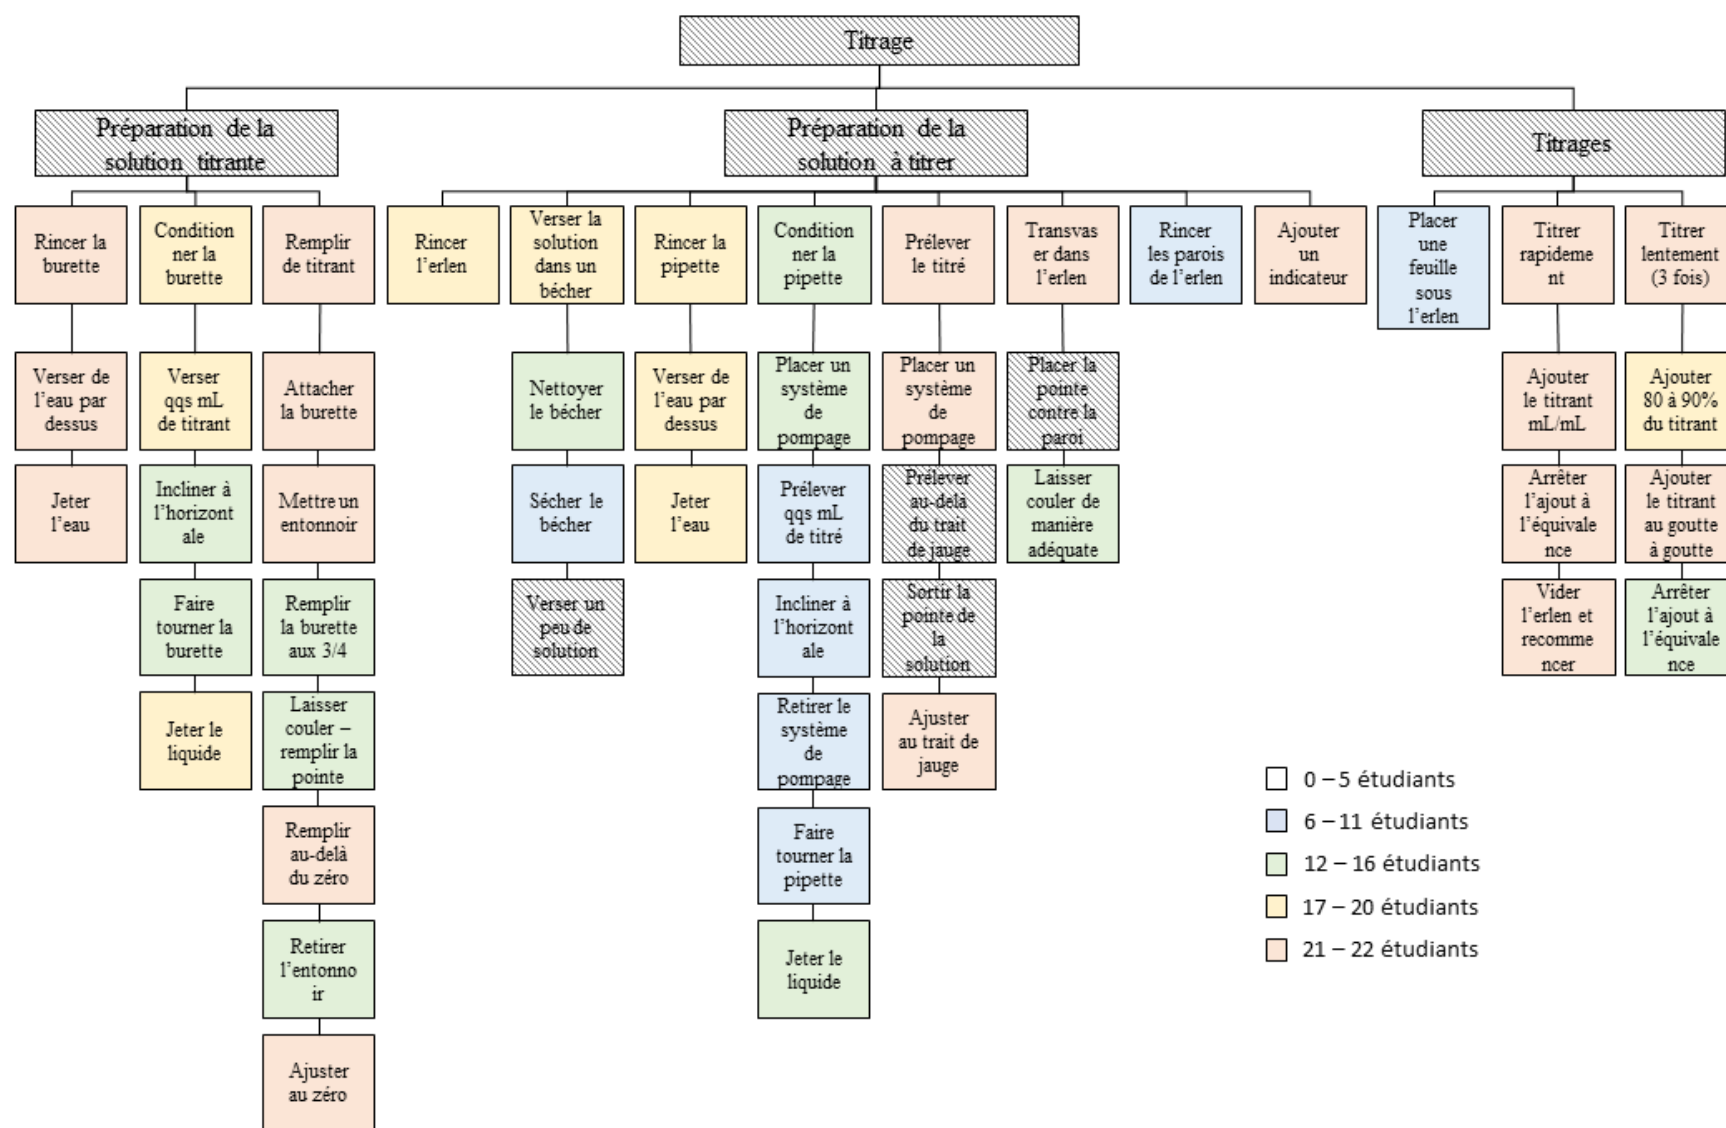 Titrage
Préparation de la
solution titrante
Préparation de la
solution à titrer
Titrages
Rincer la
burette
Condition
ner la
burette
Remplir
de titrant
Rincer
l'erlen
Verser la
solution
dans un
bécher
Rincer la
pipette
Condition
ner la
pipette
Prélever
le titré
Transvas
er dans
l'erlen
Rincer
les parois
de l'erlen
Ajouter
un
indicateur
Placer
une
feuille
sous
l'erlen
Titrer
rapideme
nt
Titrer
lentement
(3 fois)
Verser de
l'eau par
dessus
Verser
qqs mL
de titrant
Attacher
la burette
Nettoyer
le bécher
Verser de
l'eau par
dessus
Placer un
système
de
pompage
Placer un
système
de
pompage
Placer la
pointe
contre la
paroi
Ajouter
le titrant
mL/mL
Ajouter
80 à 90%
du titrant
Jeter
l'eau
Incliner à
l'horizont
ale
Mettre un
entonnoir
Sécher le
bécher
Jeter
l'eau
Prélever
qqs mL
de titré
Prélever
au-delà
du trait
de jauge
Laisser
couler de
manière
adéquate
Arrêter
l'ajout à
l'équivale
nce
Ajouter
le titrant
au goutte
à goutte
Faire
tourner la
burette
Remplir
la burette
aux 3/4
Verser un
peu de
solution
Incliner à
l'horizont
ale
Sortir la
pointe de
la
solution
Vider
l'erlen et
recomme
ncer
Arrêter
l'ajout à
l'équivale
nce
Jeter le
liquide
Laisser
couler –
remplir la
pointe
Retirer le
système
de
pompage
Ajuster
au trait de
jauge
Remplir
au-delà
du zéro
Faire
tourner la
pipette
Retirer
l'entonno
ir
Jeter le
liquide
Ajuster
au zéro
0 – 5 étudiants
6 – 11 étudiants
12 – 16 étudiants
17 – 20 étudiants
21 – 22 étudiants